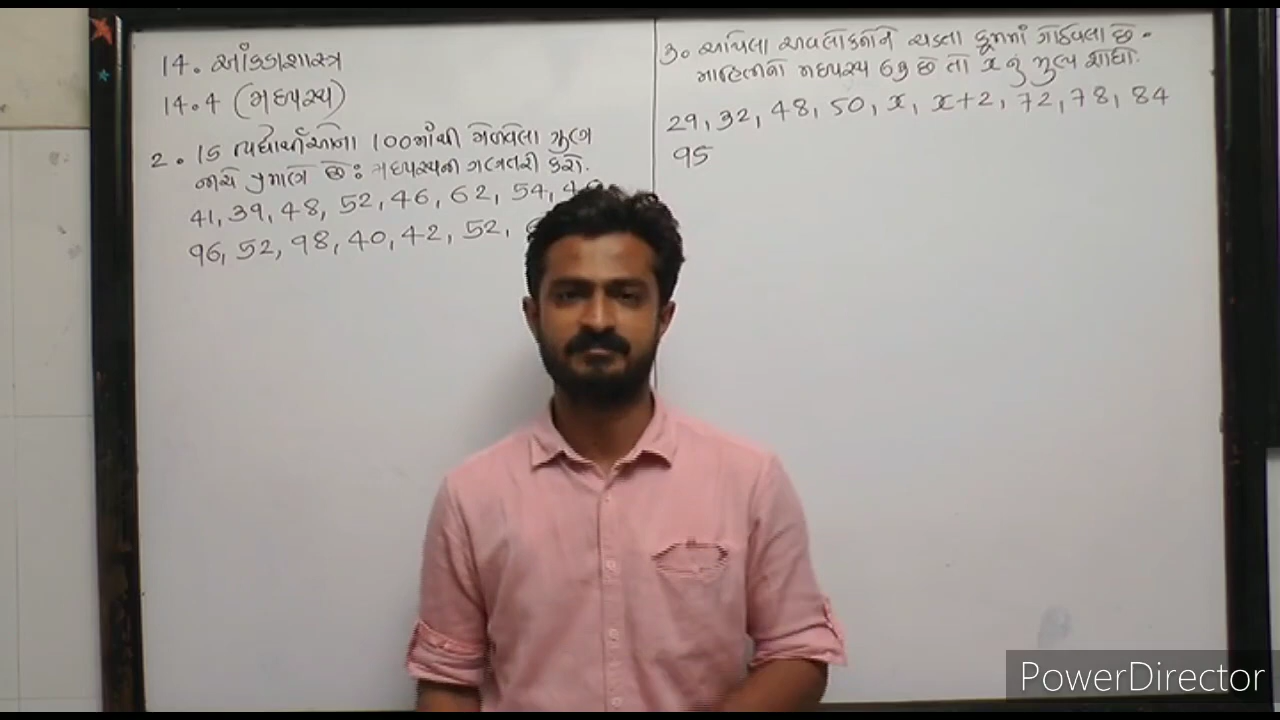 14. આંકડાશાસ્ત્ર
14.4 (મધ્યસ્થ)
2. 15 વિદ્યાર્થીઓના 100માંથી મેળવેલા ગુણ
નીચે પ્રમાણે છે: મધ્યસ્થની ગણતરી કરો.
41, 39, 48, 52, 46, 62, 54, 4
96, 52, 98, 40, 42, 52,
3. આપેલા અવલોકનોને ચડતા ક્રમમાં ગોઠવેલા છે.
માહિતીનો મધ્યસ્થ 63 છે તો x નું મુલ્ય શોધો.
29, 32, 48, 50, x, x+2, 72, 78, 84
95
PowerDirector